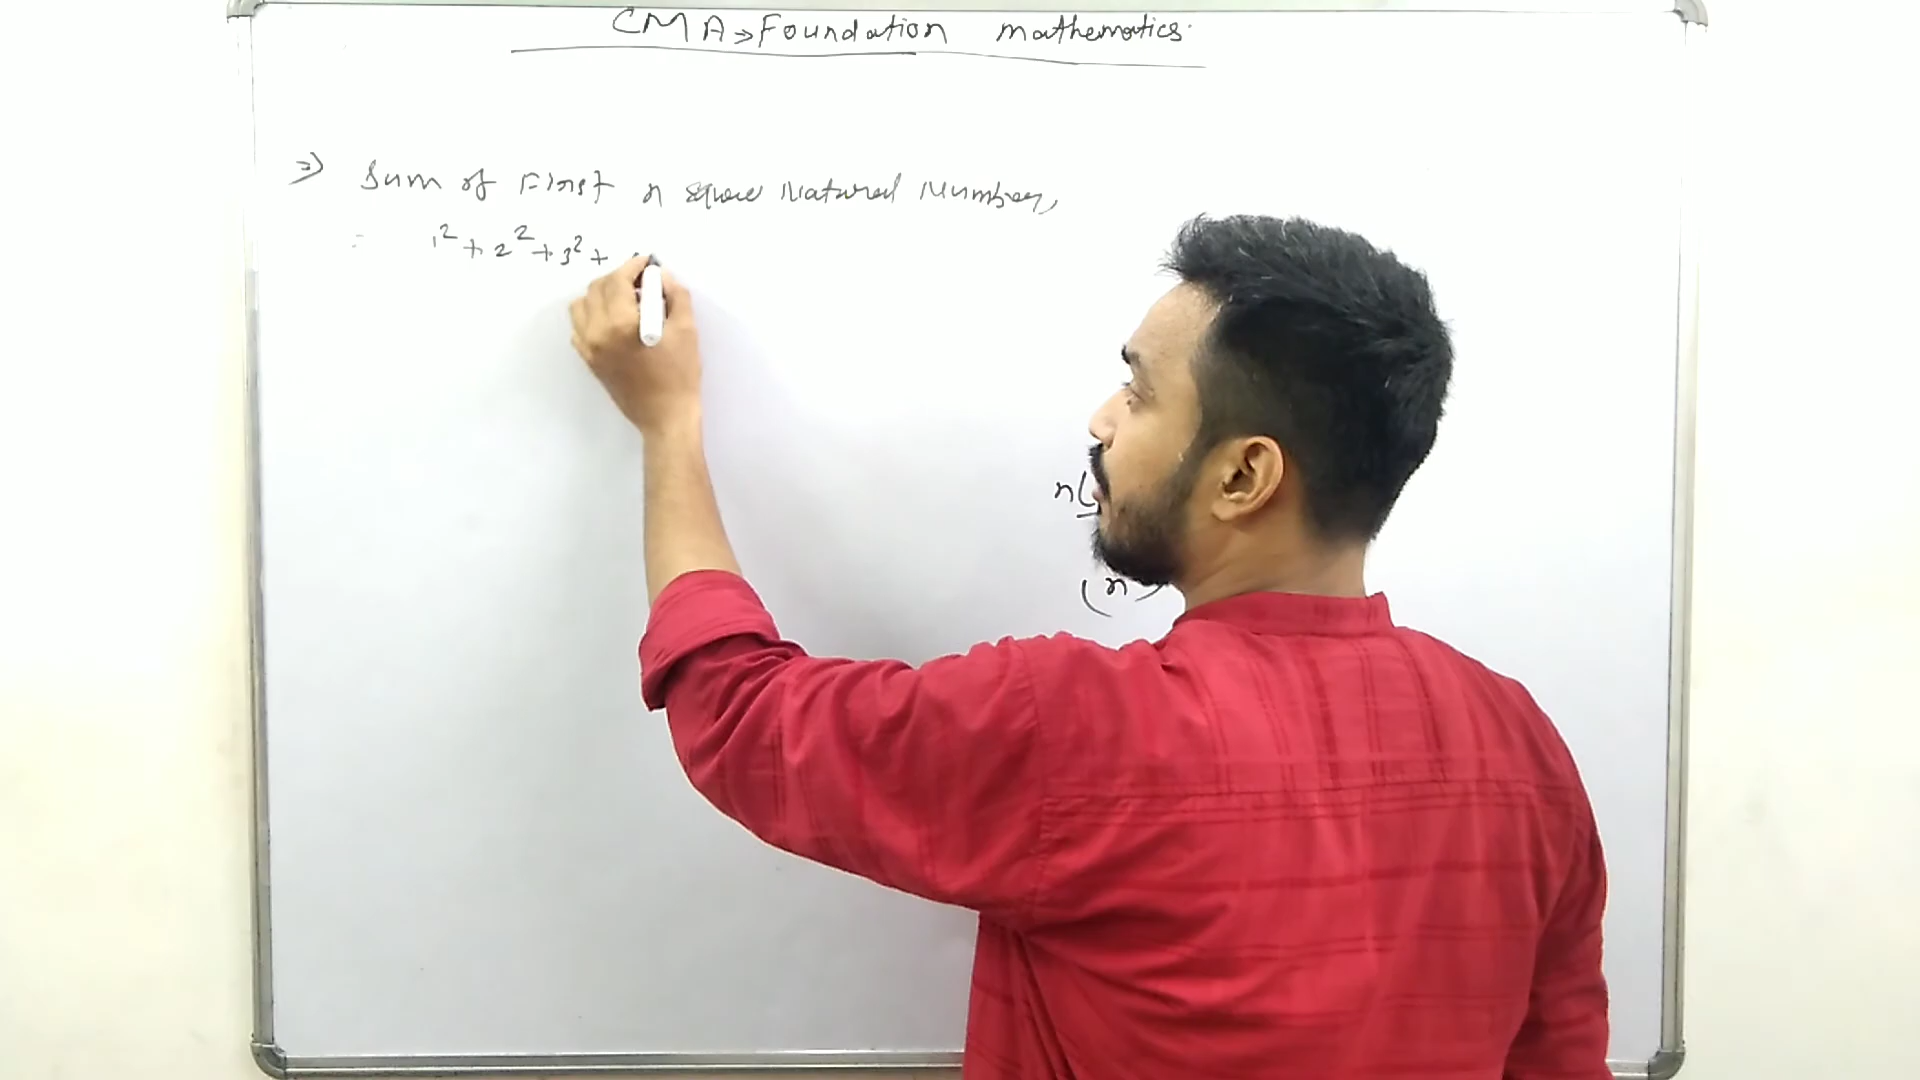 CMA ⇒ Foundation mathematics.
⇒ Sum of First n square Natural Numbers,
= 1² + 2² + 3² +
n(
(n